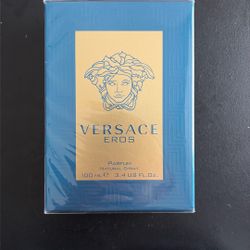 VERSACE
EROS
PARFUM
NATURAL SPRAY
100 ml ℮ 3.4 US FL.OZ.